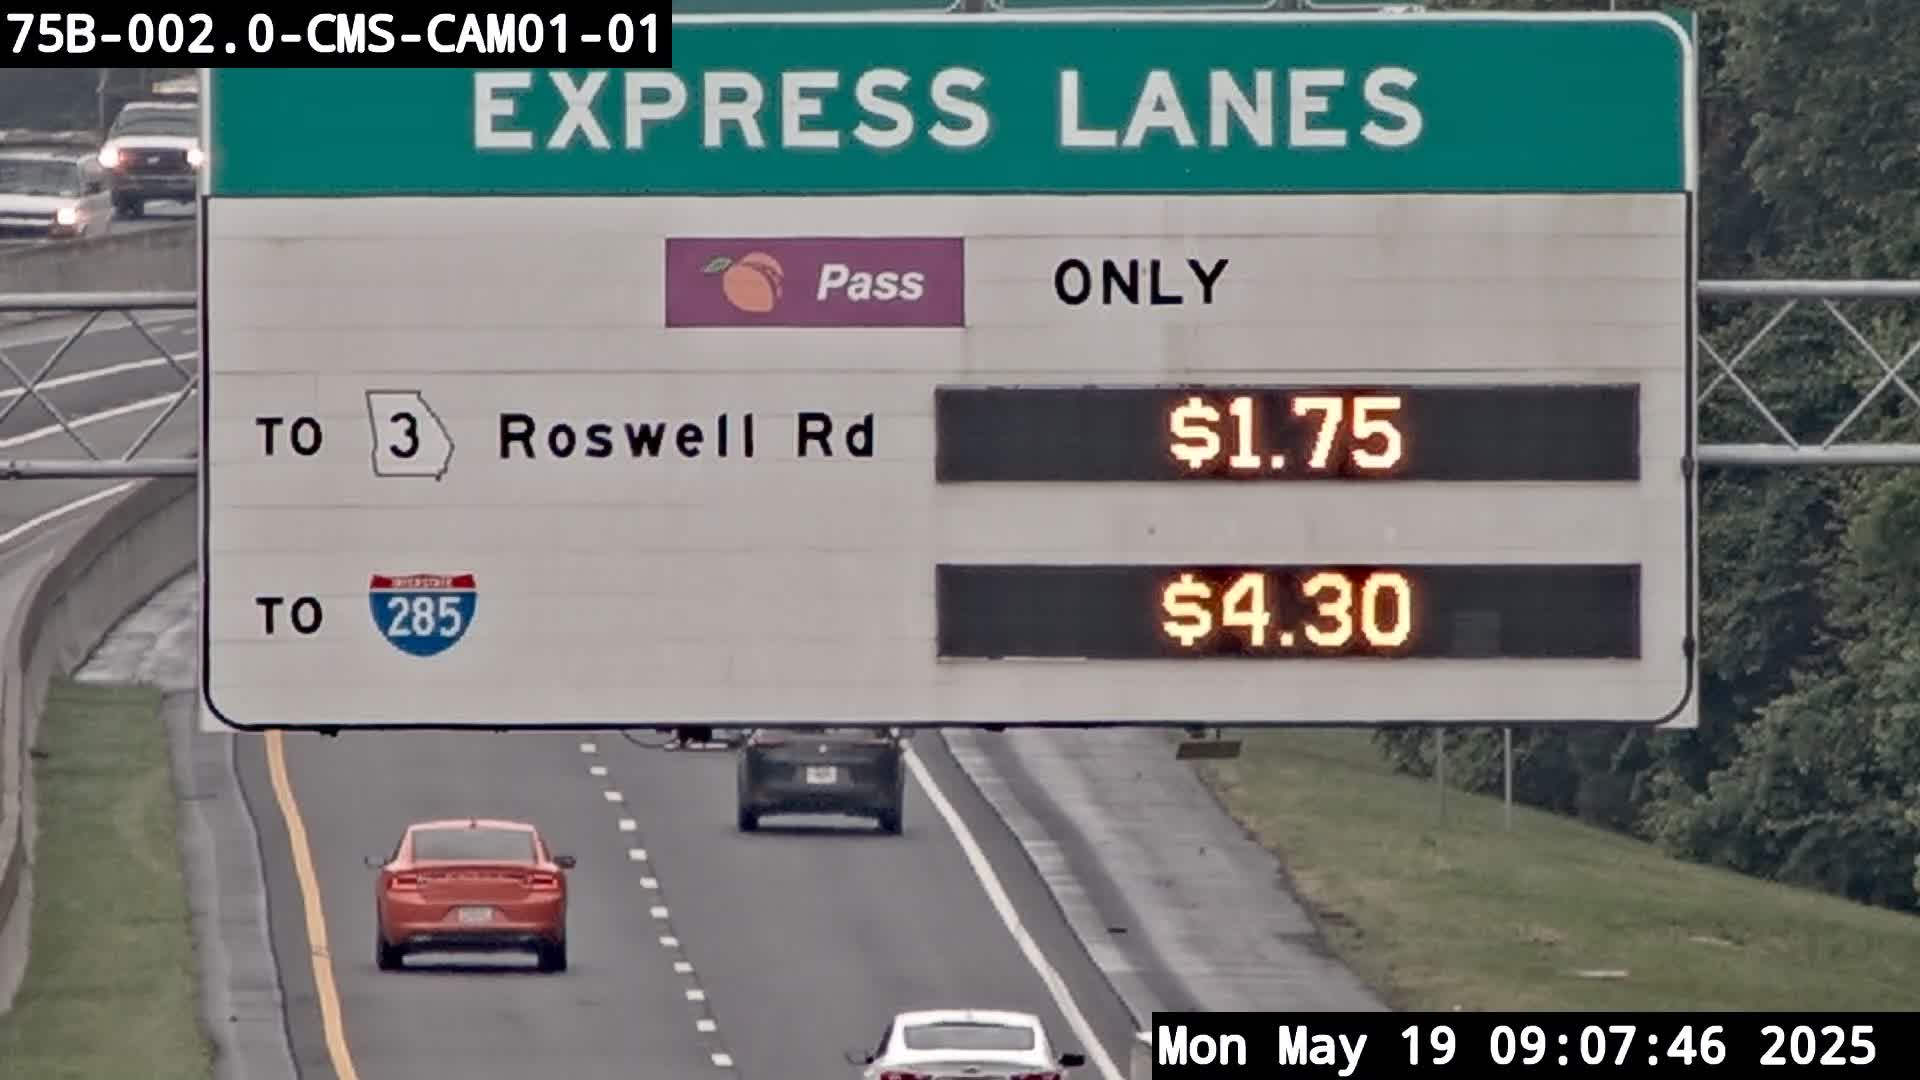 75B-002.0-CMS-CAM01-01
EXPRESS LANES
Pass ONLY
TO 3 Roswell Rd $1.75
INTERSTATE
TO 285 $4.30
Mon May 19 09:07:46 2025